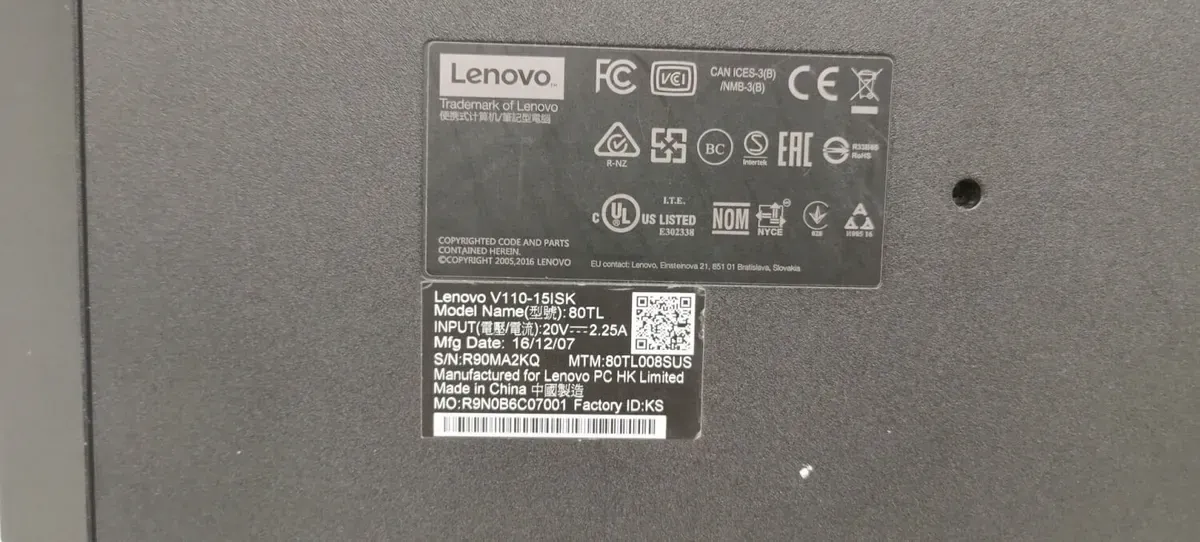 Lenovo™
Trademark of Lenovo
便携式计算机/筆記型電腦
FC
VCI
CAN ICES-3(B)
/NMB-3(B)
CE
R-NZ
BC
S
Intertek
EAC
RoHS
C UL US LISTED
I.T.E.
E302338
NOM
NYCE
COPYRIGHTED CODE AND PARTS
CONTAINED HEREIN.
©COPYRIGHT 2005,2016 LENOVO
EU contact: Lenovo, Einsteinova 21, 851 01 Bratislava, Slovakia
Lenovo V110-15ISK
Model Name(型號): 80TL
INPUT(電壓/電流):20V⎓2.25A
Mfg Date: 16/12/07
S/N:R90MA2KQ MTM:80TL008SUS
Manufactured for Lenovo PC HK Limited
Made in China 中國製造
MO:R9N0B6C07001 Factory ID:KS